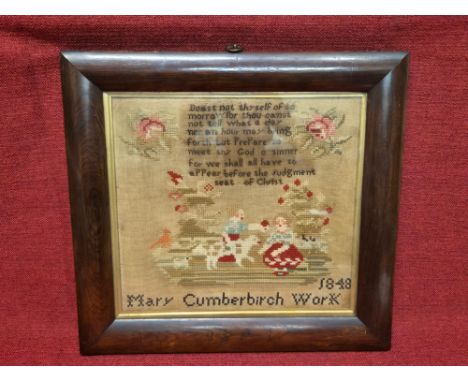 Boast not thyself of to
morrow for thou canst
not tell what a day
nor an hour may bring
forth but PrePare to
meet thy God o sinner
for we shall all have to
appear before the Judgment
seat of Christ
1848
Mary Cumberbirch Work